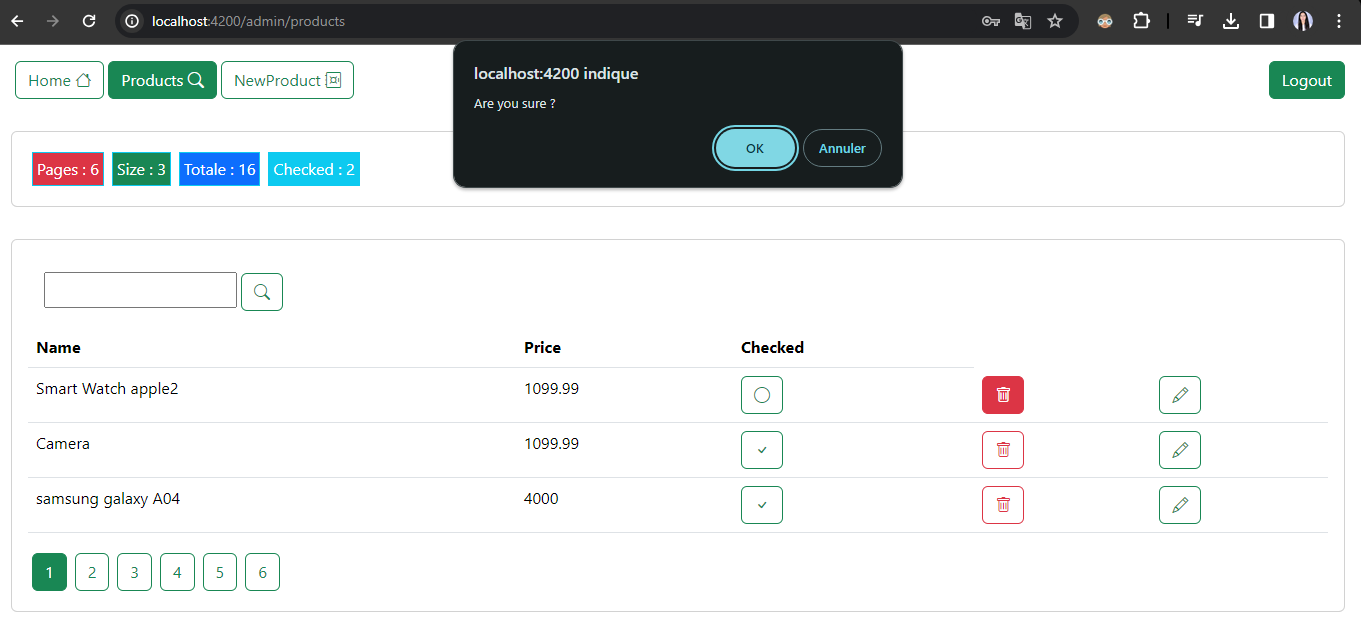 localhost:4200/admin/products
localhost:4200 indique
Are you sure ?
OK Annuler
Home Products NewProduct Logout
Pages : 6 Size : 3 Totale : 16 Checked : 2
Name Price Checked
Smart Watch apple2 1099.99
Camera 1099.99
samsung galaxy A04 4000
1 2 3 4 5 6